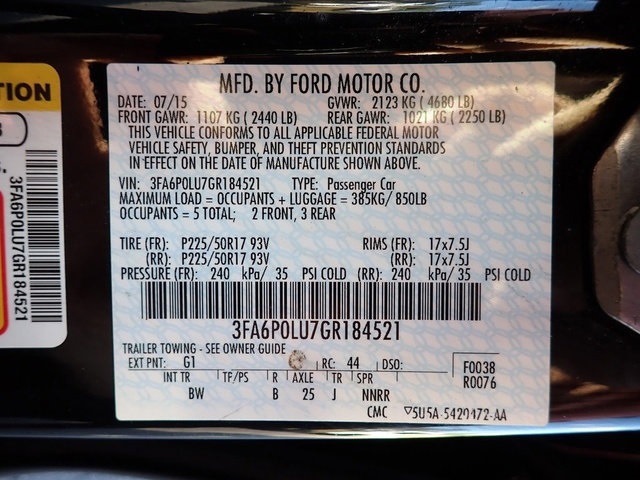 MFD. BY FORD MOTOR CO.
DATE: 07/15 GVWR: 2123 KG ( 4680 LB)
FRONT GAWR: 1107 KG ( 2440 LB) REAR GAWR: 1021 KG ( 2250 LB)
THIS VEHICLE CONFORMS TO ALL APPLICABLE FEDERAL MOTOR
VEHICLE SAFETY, BUMPER, AND THEFT PREVENTION STANDARDS
IN EFFECT ON THE DATE OF MANUFACTURE SHOWN ABOVE.
VIN: 3FA6P0LU7GR184521 TYPE: Passenger Car
MAXIMUM LOAD = OCCUPANTS + LUGGAGE = 385KG/ 850LB
OCCUPANTS = 5 TOTAL; 2 FRONT, 3 REAR
TIRE (FR): P225/50R17 93V RIMS (FR): 17x7.5J
(RR): P225/50R17 93V (RR): 17x7.5J
PRESSURE (FR): 240 kPa/ 35 PSI COLD (RR): 240 kPa/ 35 PSI COLD
3FA6P0LU7GR184521
TRAILER TOWING - SEE OWNER GUIDE
EXT PNT: G1 RC: 44 DSO: F0038
INT TR TF/PS R AXLE TR SPR R0076
BW B 25 J NNRR
CMC 5U5A-5420472-AA
TION
3FA6P0LU7GR184521